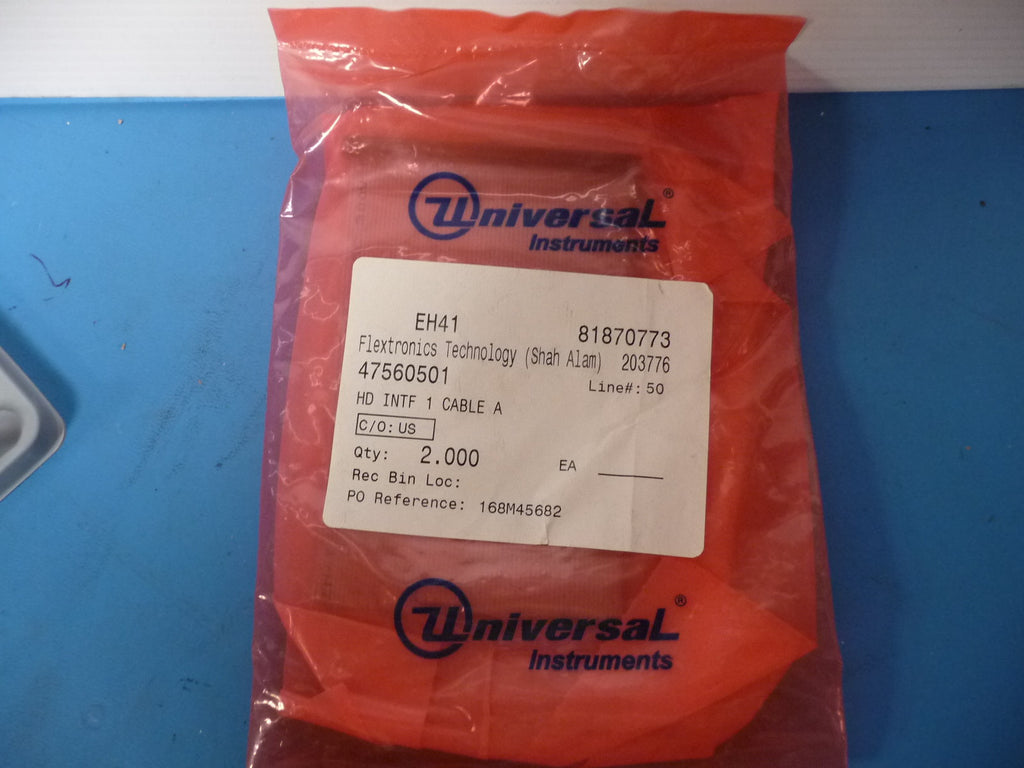 Universal ®
Instruments
EH41 81870773
Flextronics Technology (Shah Alam) 203776
47560501 Line#: 50
HD INTF 1 CABLE A
C/O: US
Qty: 2.000 EA
Rec Bin Loc:
PO Reference: 168M45682
Universal ®
Instruments